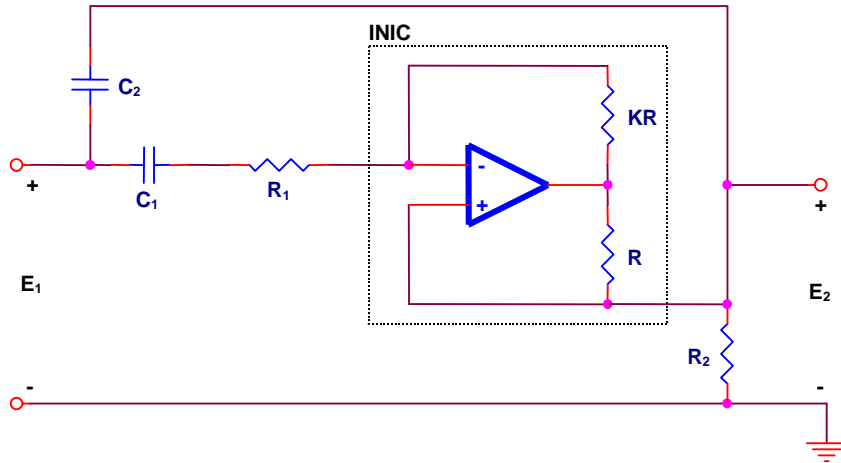 INIC
C2
KR
+
C1
R1
-
+
+
R
E1
E2
R2
-
-